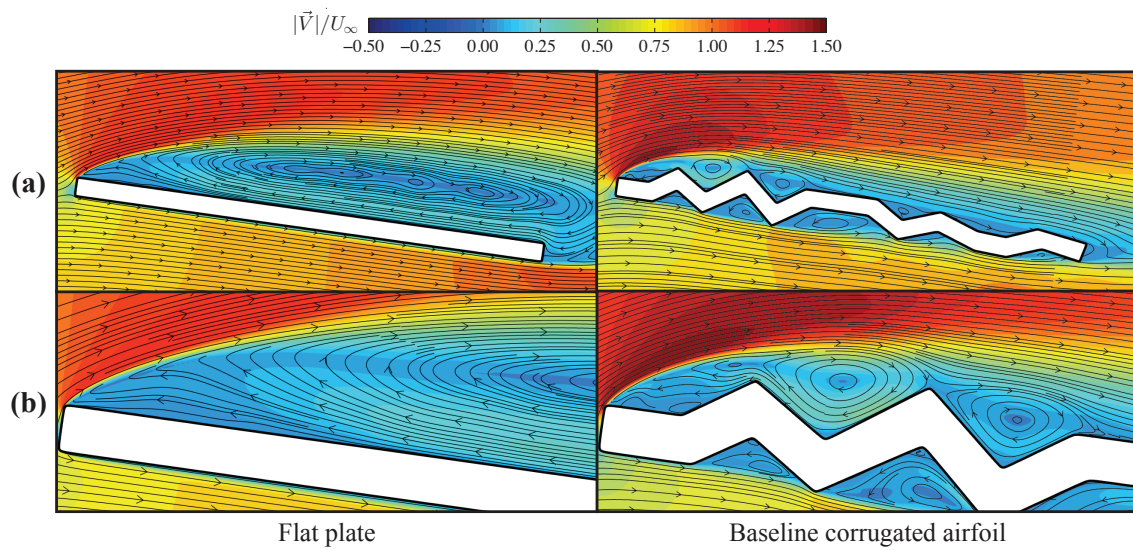 |V⃗|/U∞
−0.50 −0.25 0.00 0.25 0.50 0.75 1.00 1.25 1.50
(a)
(b)
Flat plate Baseline corrugated airfoil